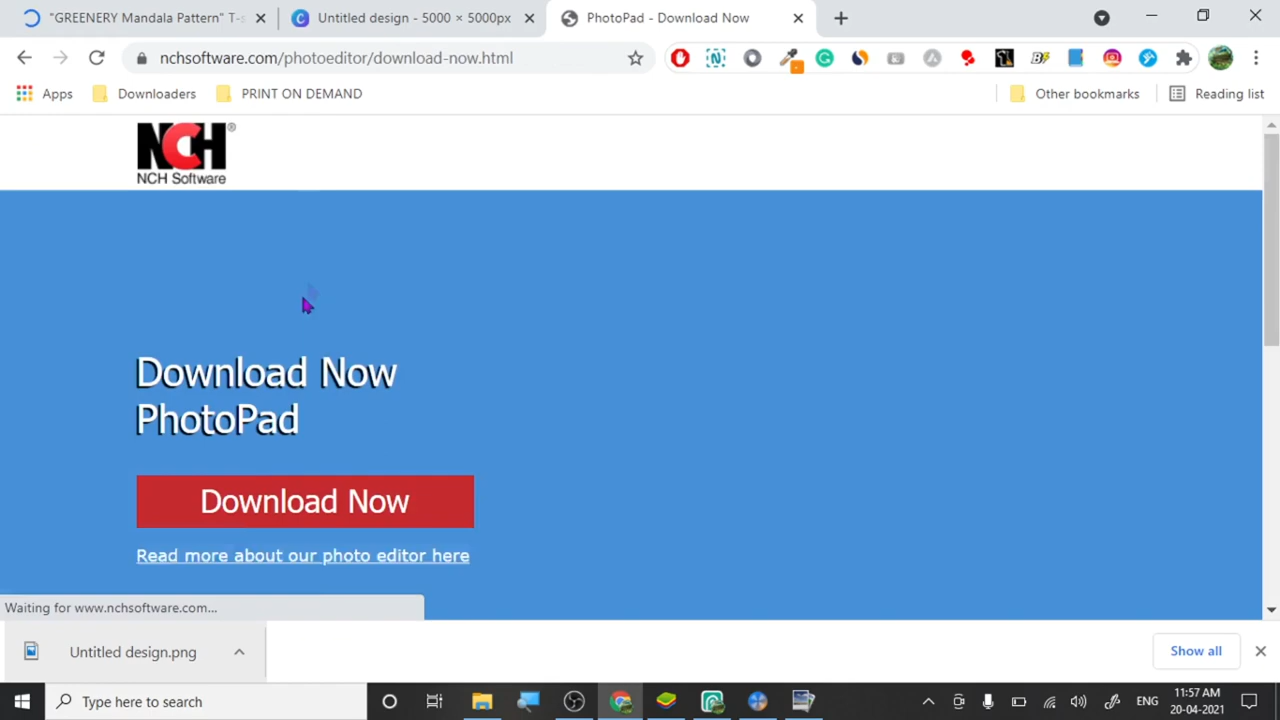 "GREENERY Mandala Pattern" T-s
Untitled design - 5000 × 5000px
PhotoPad - Download Now
nchsoftware.com/photoeditor/download-now.html
Apps
Downloaders
PRINT ON DEMAND
Other bookmarks
Reading list
NCH®
NCH Software
Download Now
PhotoPad
Download Now
Read more about our photo editor here
Waiting for www.nchsoftware.com...
Untitled design.png
Show all
Type here to search
ENG
11:57 AM
20-04-2021